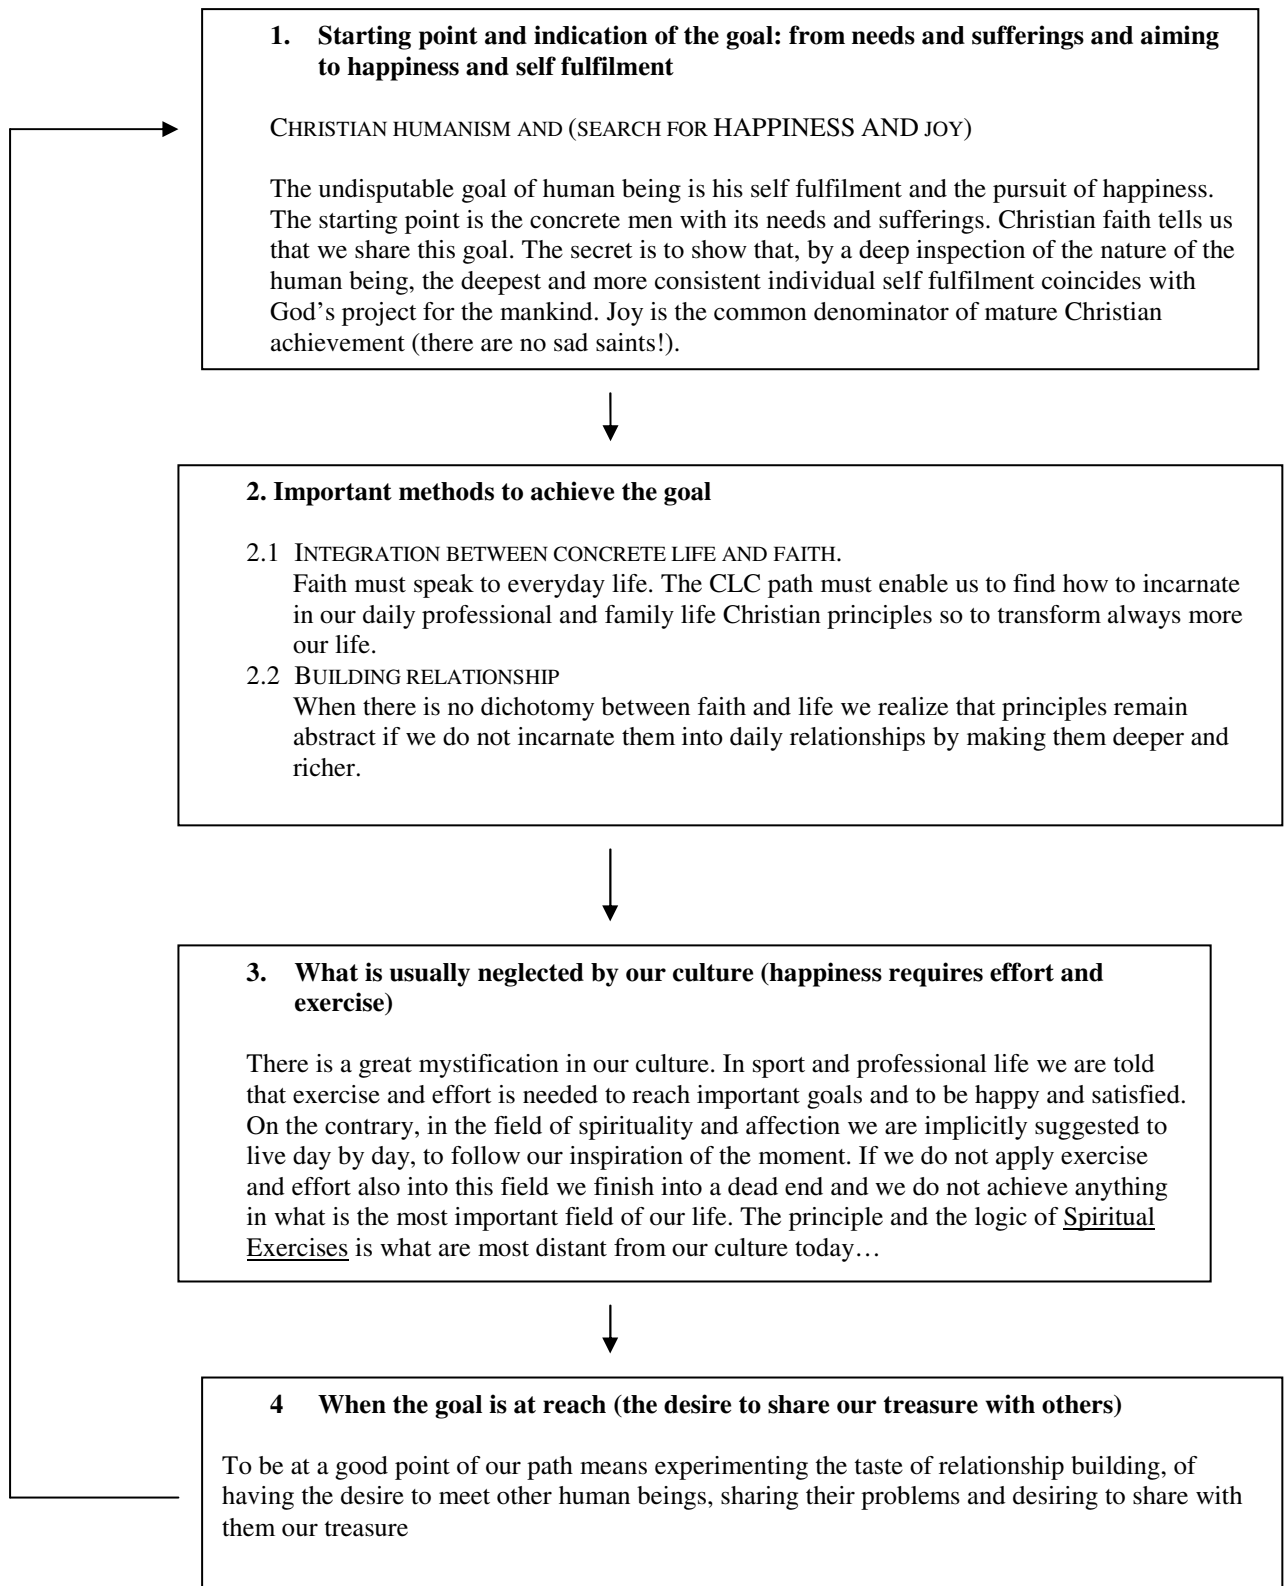 1. Starting point and indication of the goal: from needs and sufferings and aiming
to happiness and self fulfilment
CHRISTIAN HUMANISM AND (SEARCH FOR HAPPINESS AND JOY)
The undisputable goal of human being is his self fulfilment and the pursuit of happiness.
The starting point is the concrete men with its needs and sufferings. Christian faith tells us
that we share this goal. The secret is to show that, by a deep inspection of the nature of the
human being, the deepest and more consistent individual self fulfilment coincides with
God’s project for the mankind. Joy is the common denominator of mature Christian
achievement (there are no sad saints!).
2. Important methods to achieve the goal
2.1 INTEGRATION BETWEEN CONCRETE LIFE AND FAITH.
Faith must speak to everyday life. The CLC path must enable us to find how to incarnate
in our daily professional and family life Christian principles so to transform always more
our life.
2.2 BUILDING RELATIONSHIP
When there is no dichotomy between faith and life we realize that principles remain
abstract if we do not incarnate them into daily relationships by making them deeper and
richer.
3. What is usually neglected by our culture (happiness requires effort and
exercise)
There is a great mystification in our culture. In sport and professional life we are told
that exercise and effort is needed to reach important goals and to be happy and satisfied.
On the contrary, in the field of spirituality and affection we are implicitly suggested to
live day by day, to follow our inspiration of the moment. If we do not apply exercise
and effort also into this field we finish into a dead end and we do not achieve anything
in what is the most important field of our life. The principle and the logic of Spiritual
Exercises is what are most distant from our culture today…
4 When the goal is at reach (the desire to share our treasure with others)
To be at a good point of our path means experimenting the taste of relationship building, of
having the desire to meet other human beings, sharing their problems and desiring to share with
them our treasure